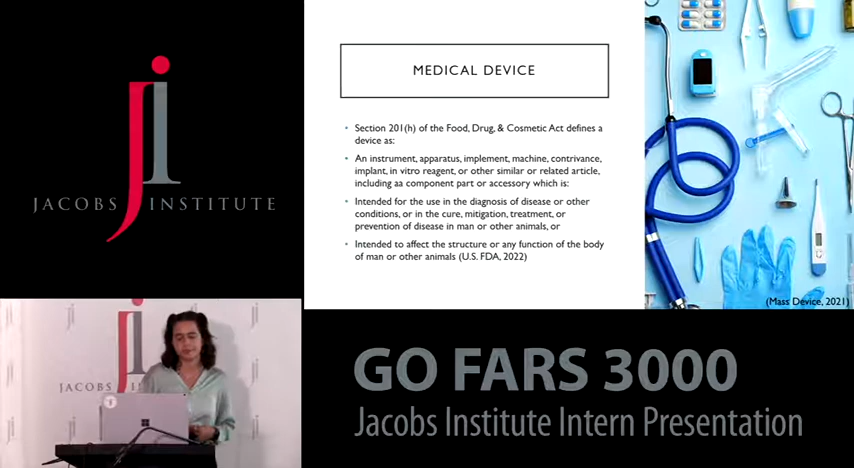 JACOBS INSTITUTE
MEDICAL DEVICE
• Section 201(h) of the Food, Drug, & Cosmetic Act defines a
device as:
• An instrument, apparatus, implement, machine, contrivance,
implant, in vitro reagent, or other similar or related article,
including aa component part or accessory which is:
• Intended for the use in the diagnosis of disease or other
conditions, or in the cure, mitigation, treatment, or
prevention of disease in man or other animals, or
• Intended to affect the structure or any function of the body
of man or other animals (U.S. FDA, 2022)
(Mass Device, 2021)
JACOBS I
GO FARS 3000
Jacobs Institute Intern Presentation